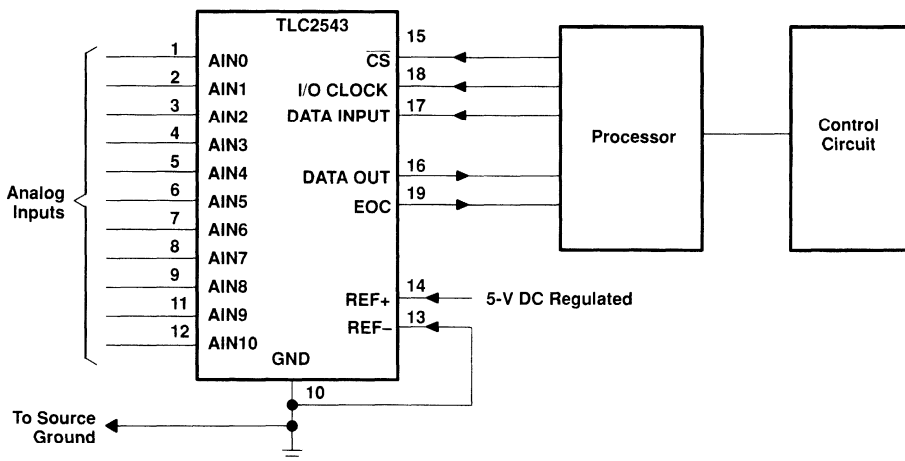 TLC2543
Analog
Inputs
1 AIN0
2 AIN1
3 AIN2
4 AIN3
5 AIN4
6 AIN5
7 AIN6
8 AIN7
9 AIN8
11 AIN9
12 AIN10
CS 15
I/O CLOCK 18
DATA INPUT 17
DATA OUT 16
EOC 19
REF+ 14
5-V DC Regulated
REF– 13
GND
10
To Source
Ground
Processor
Control
Circuit